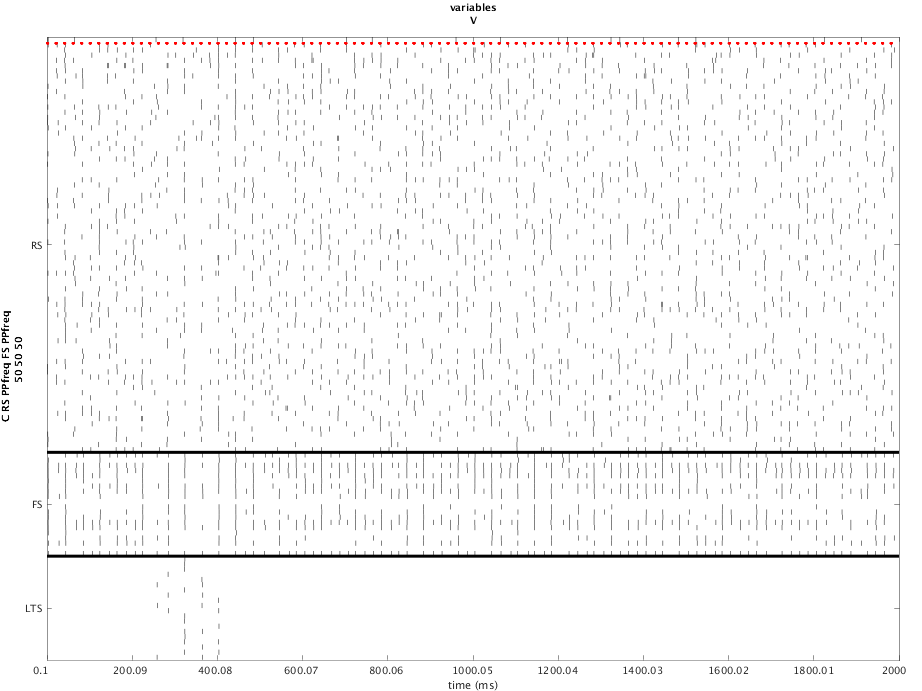 variables
V
RS
FS
LTS
C RS PPfreq FS PPfreq
50 50 50
0.1 200.09 400.08 600.07 800.06 1000.05 1200.04 1400.03 1600.02 1800.01 2000
time (ms)